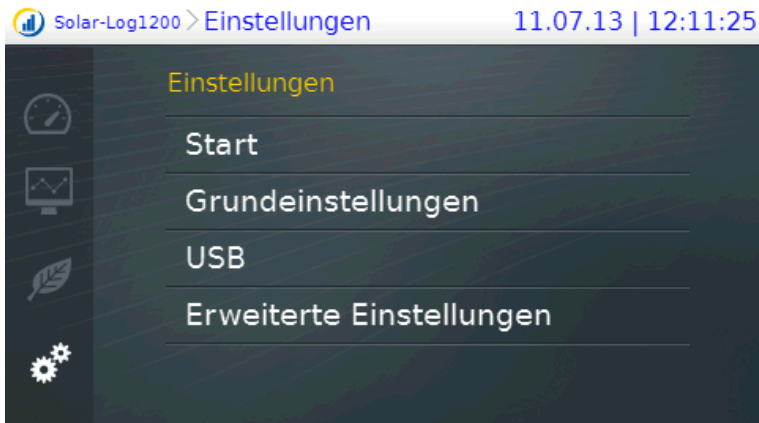 Solar-Log1200 > Einstellungen 11.07.13 | 12:11:25
Einstellungen
Start
Grundeinstellungen
USB
Erweiterte Einstellungen